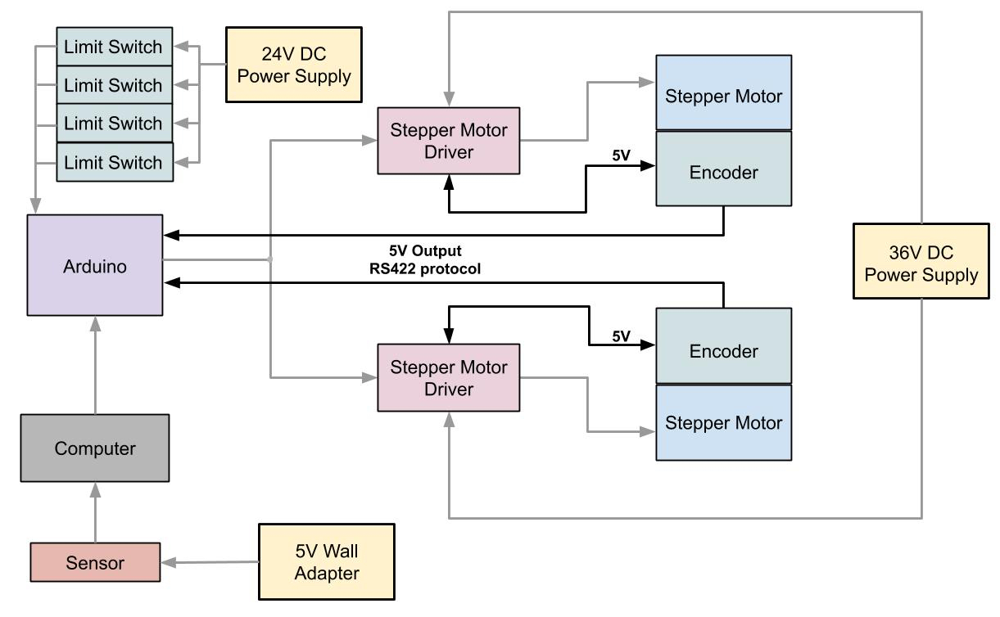 Limit Switch
Limit Switch
Limit Switch
Limit Switch
24V DC
Power Supply
Stepper Motor
Driver
Stepper Motor
5V
Encoder
Arduino
5V Output
RS422 protocol
36V DC
Power Supply
Stepper Motor
Driver
5V
Encoder
Stepper Motor
Computer
Sensor
5V Wall
Adapter